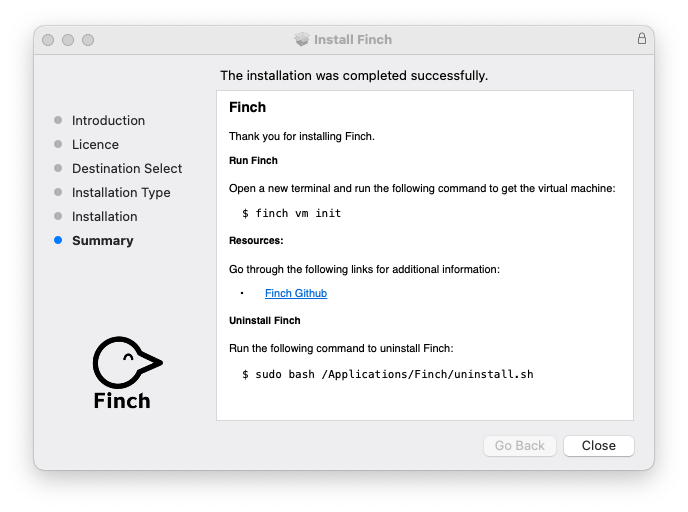 Install Finch
The installation was completed successfully.
Introduction
Licence
Destination Select
Installation Type
Installation
Summary
Finch
Finch
Thank you for installing Finch.
Run Finch
Open a new terminal and run the following command to get the virtual machine:
$ finch vm init
Resources:
Go through the following links for additional information:
• Finch Github
Uninstall Finch
Run the following command to uninstall Finch:
$ sudo bash /Applications/Finch/uninstall.sh
Go Back
Close